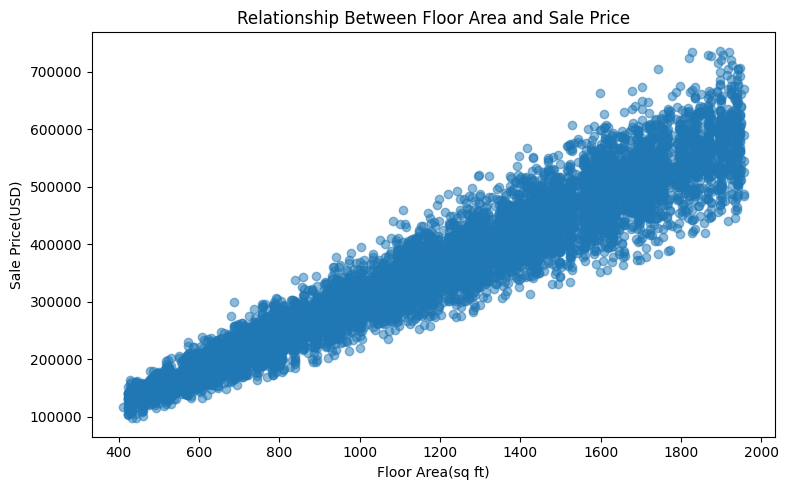 Relationship Between Floor Area and Sale Price
Sale Price(USD)
700000
600000
500000
400000
300000
200000
100000
400 600 800 1000 1200 1400 1600 1800 2000
Floor Area(sq ft)